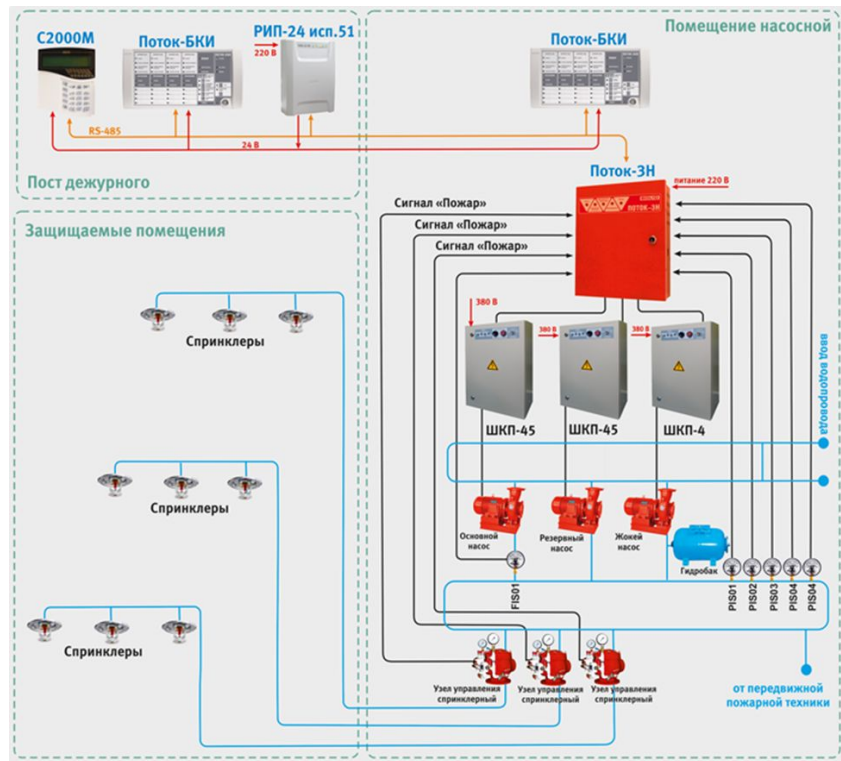 С2000М
Поток-БКИ
РИП-24 исп.51
220 В
RS-485
24 В
Пост дежурного
Помещение насосной
Поток-БКИ
Поток-3Н
питание 220 В
ПОТОК-3Н
Сигнал «Пожар»
Сигнал «Пожар»
Сигнал «Пожар»
Защищаемые помещения
Спринклеры
Спринклеры
Спринклеры
380 В
380 В
380 В
ШКП-45
ШКП-45
ШКП-4
ввод водопровода
Основной
насос
Резервный
насос
Жокей
насос
Гидробак
FIS01
PIS01
PIS02
PIS03
PIS04
PIS04
Узел управления
спринклерный
Узел управления
спринклерный
Узел управления
спринклерный
от передвижной
пожарной техники